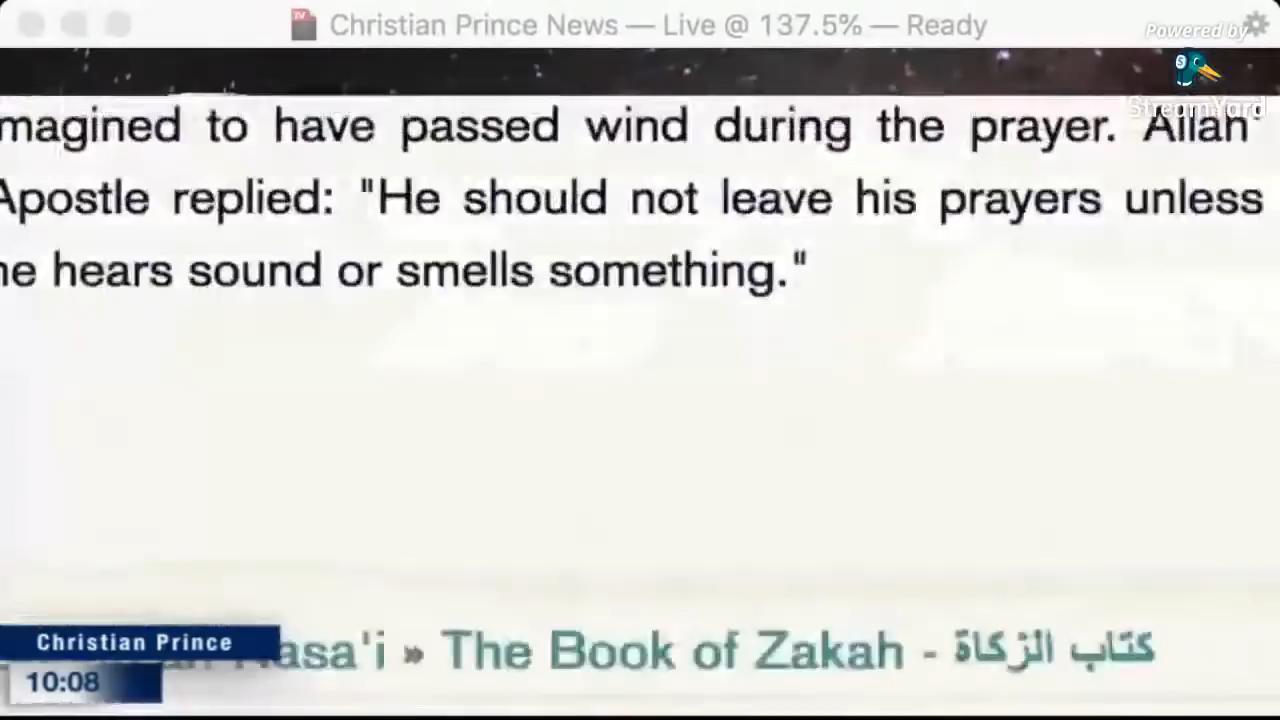 Christian Prince News — Live @ 137.5% — Ready
Powered by
StreamYard
magined to have passed wind during the prayer. Allah'
Apostle replied: "He should not leave his prayers unless
he hears sound or smells something."
Nasa'i » The Book of Zakah - كتاب الزكاة
Christian Prince
10:08